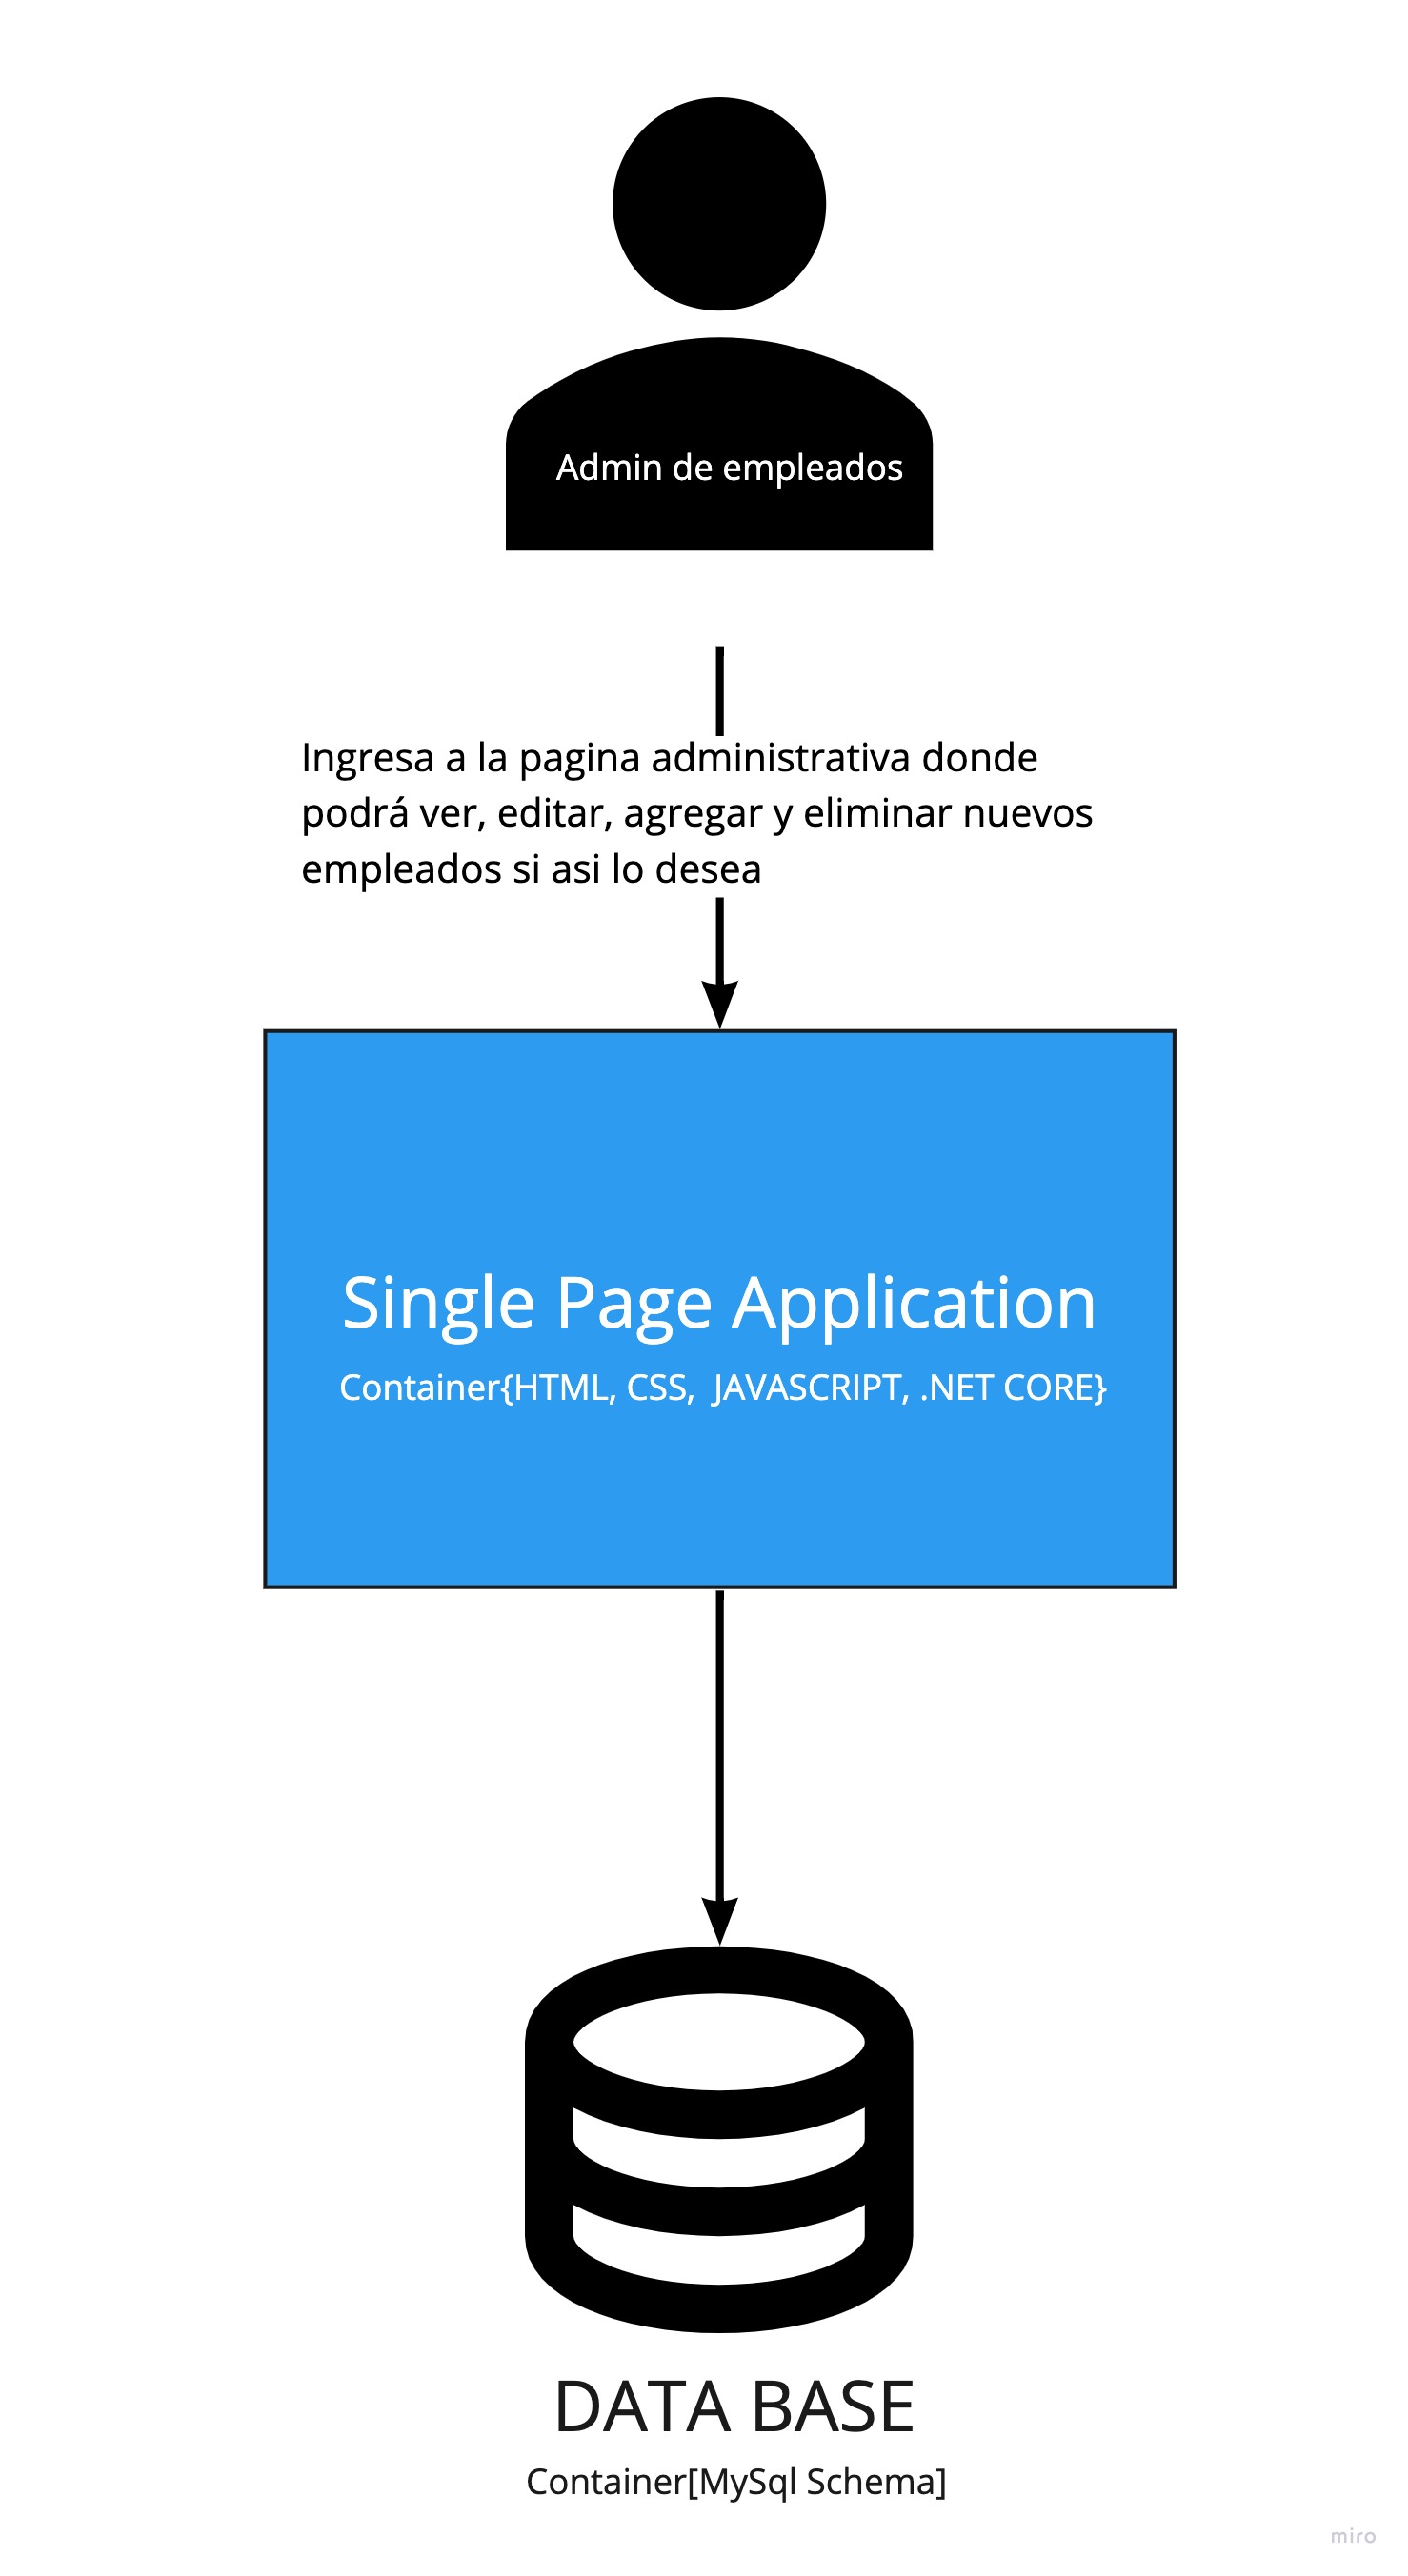 Admin de empleados
Ingresa a la pagina administrativa donde
podrá ver, editar, agregar y eliminar nuevos
empleados si asi lo desea
Single Page Application
Container{HTML, CSS,  JAVASCRIPT, .NET CORE}
DATA BASE
Container[MySql Schema]
miro